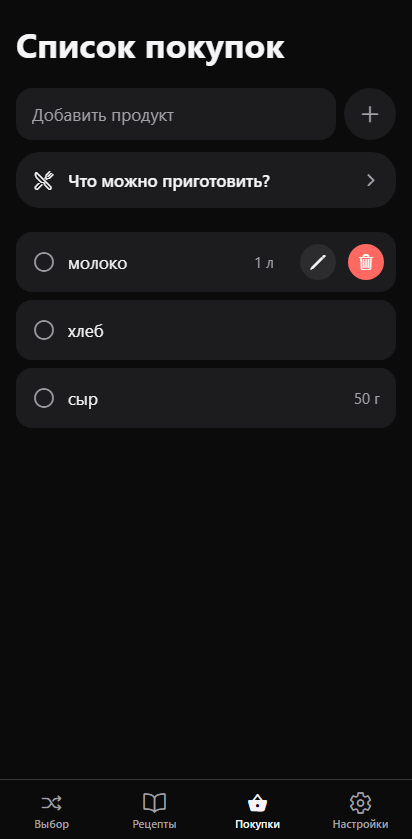 Список покупок
Добавить продукт
Что можно приготовить?
молоко 1 л
хлеб
сыр 50 г
Выбор Рецепты Покупки Настройки